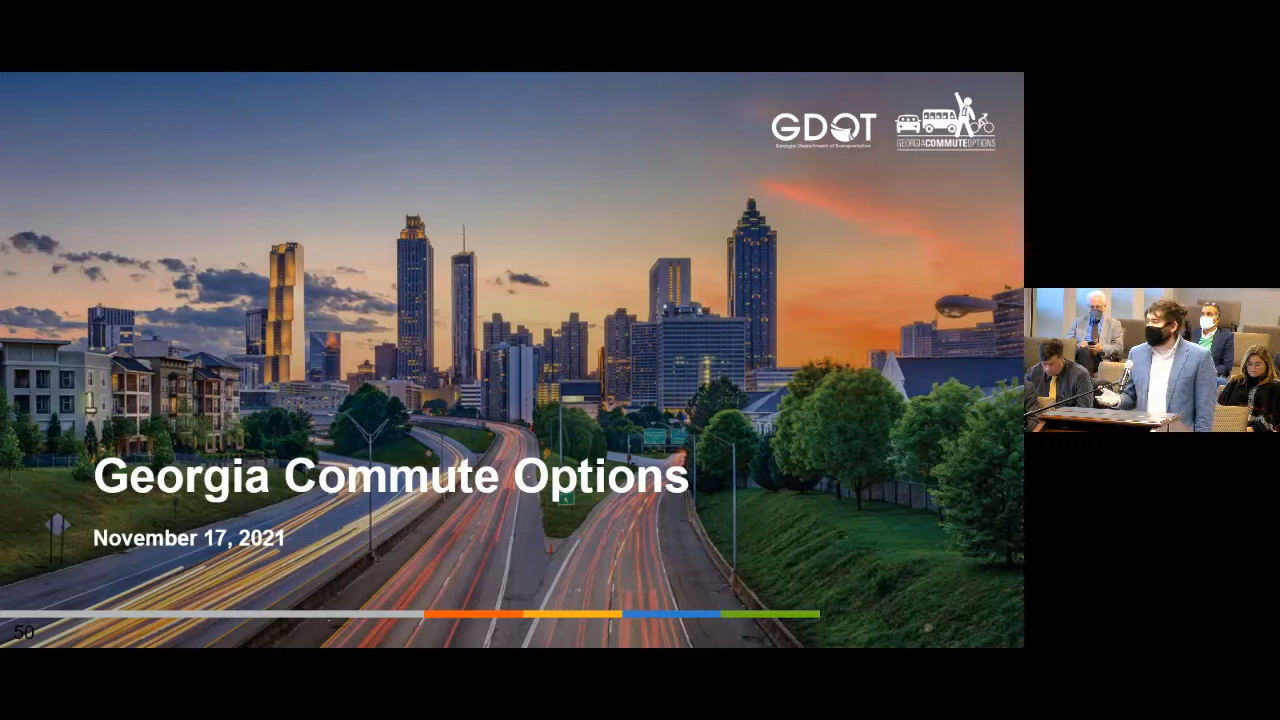 GDOT
Georgia Department of Transportation
GEORGIACOMMUTEOPTIONS
Georgia Commute Options
November 17, 2021
50